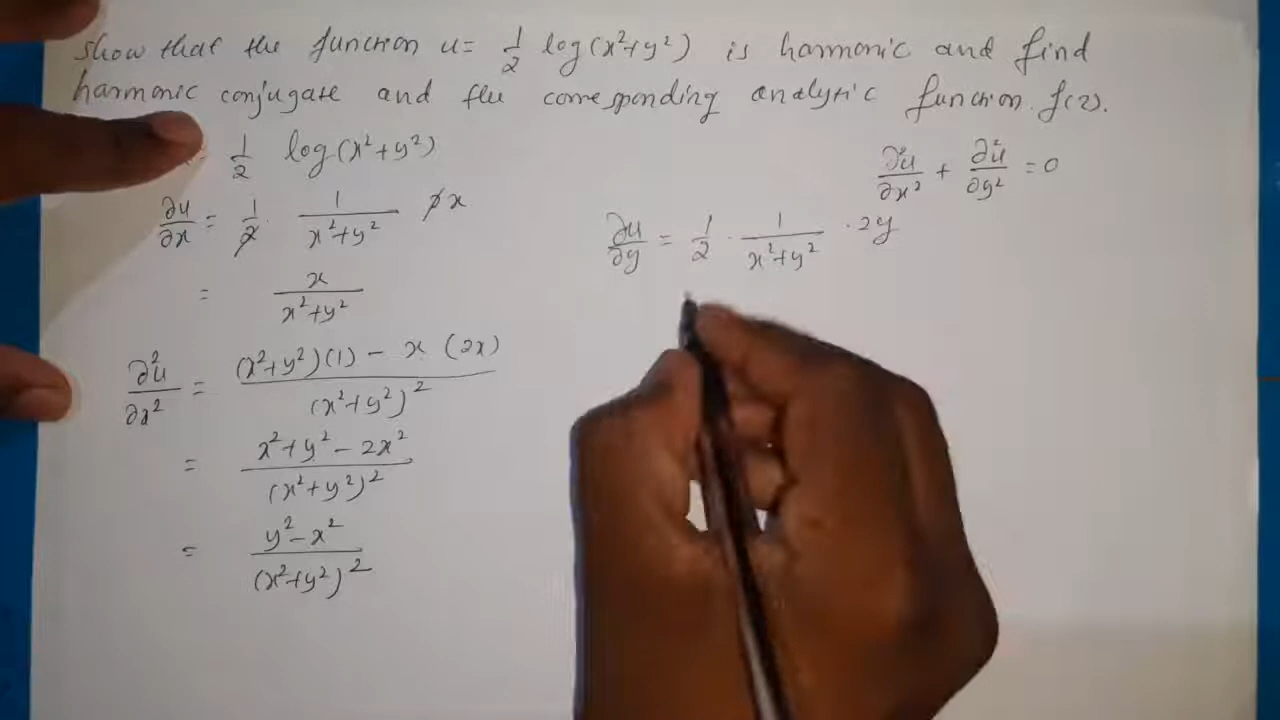 Show that the function u = 1/2 log(x²+y²) is harmonic and find
harmonic conjugate and the corresponding analytic function f(z).
1/2 log(x²+y²)
∂u/∂x = 1/2 · 1/(x²+y²) 2x
= x/(x²+y²)
∂²u/∂x² = ((x²+y²)(1) - x (2x))/(x²+y²)²
= (x²+y²-2x²)/(x²+y²)²
= (y²-x²)/(x²+y²)²
∂²u/∂x² + ∂²u/∂y² = 0
∂u/∂y = 1/2 · 1/(x²+y²) · 2y